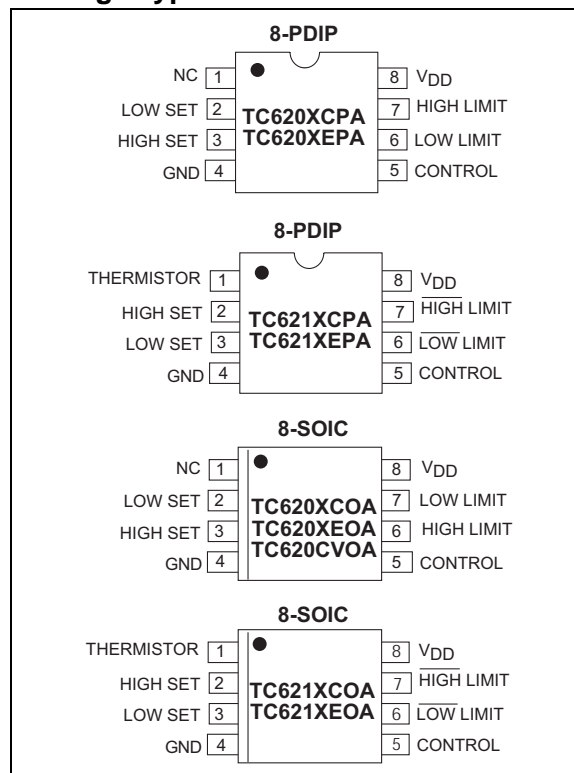 8-PDIP
NC 1 8 VDD
LOW SET 2 TC620XCPA 7 HIGH LIMIT
HIGH SET 3 TC620XEPA 6 LOW LIMIT
GND 4 5 CONTROL
8-PDIP
THERMISTOR 1 8 VDD
HIGH SET 2 TC621XCPA 7 HIGH LIMIT
LOW SET 3 TC621XEPA 6 LOW LIMIT
GND 4 5 CONTROL
8-SOIC
NC 1 8 VDD
LOW SET 2 TC620XCOA 7 LOW LIMIT
HIGH SET 3 TC620XEOA 6 HIGH LIMIT
GND 4 TC620CVOA 5 CONTROL
8-SOIC
THERMISTOR 1 8 VDD
HIGH SET 2 TC621XCOA 7 HIGH LIMIT
LOW SET 3 TC621XEOA 6 LOW LIMIT
GND 4 5 CONTROL